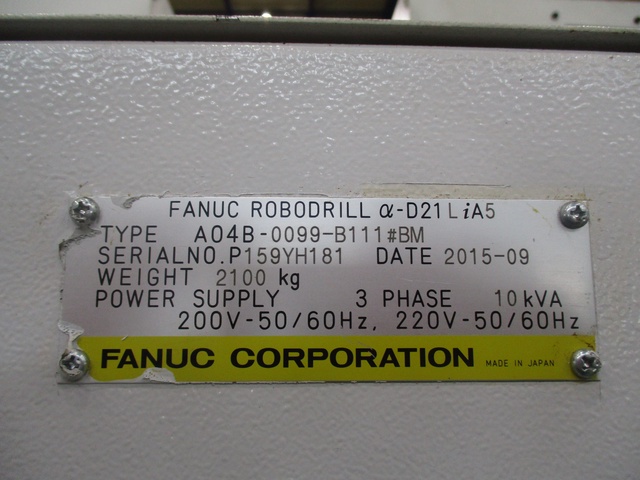 FANUC ROBODRILL α-D21LiA5
TYPE A04B-0099-B111#BM
SERIALNO.P159YH181 DATE 2015-09
WEIGHT 2100 kg
POWER SUPPLY 3 PHASE 10kVA
200V-50/60Hz, 220V-50/60Hz
FANUC CORPORATION MADE IN JAPAN